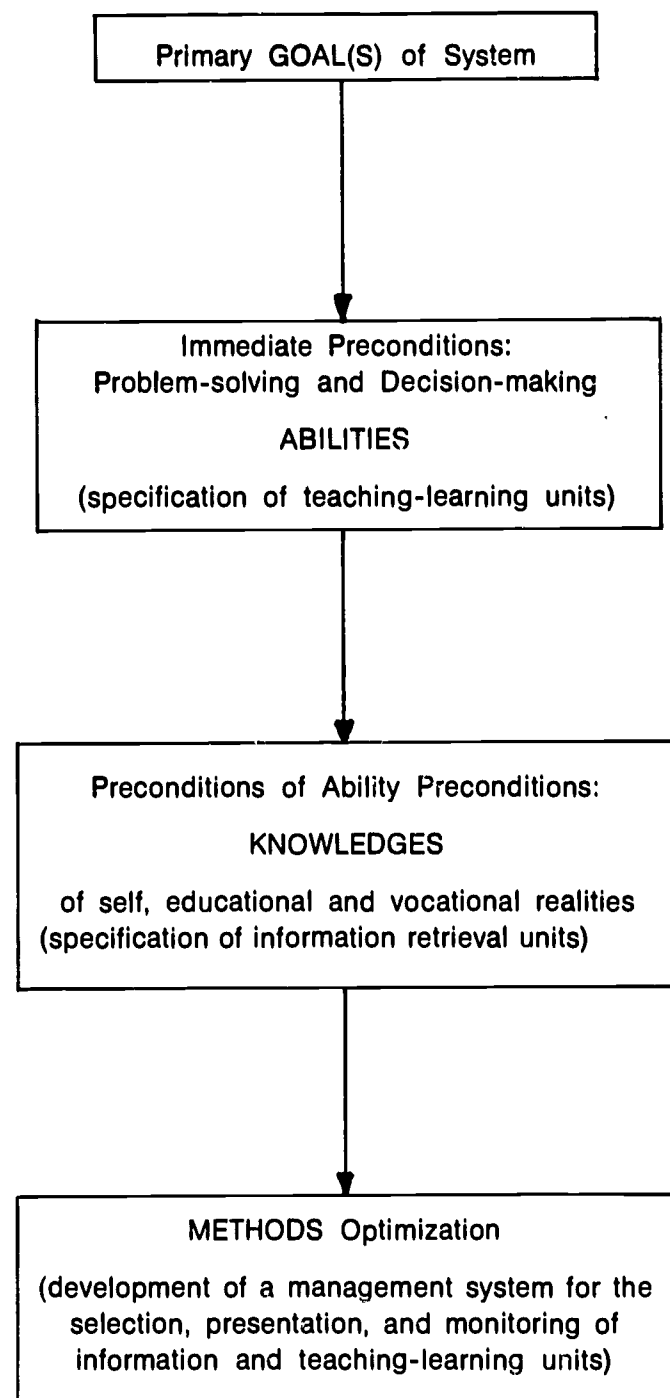 Primary GOAL(S) of System
Immediate Preconditions:
Problem-solving and Decision-making
ABILITIES
(specification of teaching-learning units)
Preconditions of Ability Preconditions:
KNOWLEDGES
of self, educational and vocational realities
(specification of information retrieval units)
METHODS Optimization
(development of a management system for the
selection, presentation, and monitoring of
information and teaching-learning units)